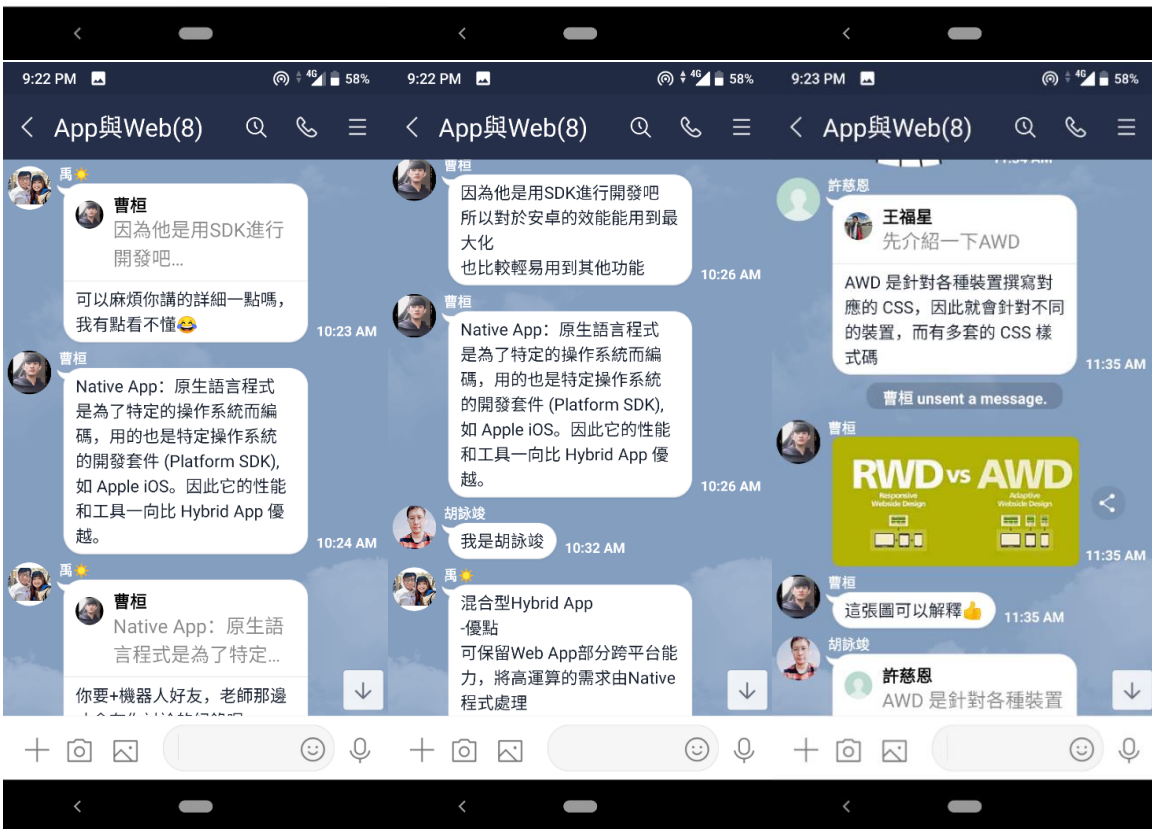 9:22 PM
4G 58%
App與Web(8)
禹☀️
曹桓
因為他是用SDK進行
開發吧...
可以麻煩你講的詳細一點嗎，
我有點看不懂😂
10:23 AM
曹桓
Native App：原生語言程式
是為了特定的操作系統而編
碼，用的也是特定操作系統
的開發套件 (Platform SDK),
如 Apple iOS。因此它的性能
和工具一向比 Hybrid App 優
越。
10:24 AM
禹☀️
曹桓
Native App：原生語
言程式是為了特定...
你要+機器人好友，老師那邊
9:22 PM
4G 58%
App與Web(8)
曹桓
因為他是用SDK進行開發吧
所以對於安卓的效能能用到最
大化
也比較輕易用到其他功能
10:26 AM
曹桓
Native App：原生語言程式
是為了特定的操作系統而編
碼，用的也是特定操作系統
的開發套件 (Platform SDK),
如 Apple iOS。因此它的性能
和工具一向比 Hybrid App 優
越。
10:26 AM
胡詠竣
我是胡詠竣
10:32 AM
禹☀️
混合型Hybrid App
-優點
可保留Web App部分跨平台能
力，將高運算的需求由Native
程式處理
9:23 PM
4G 58%
App與Web(8)
11:34 AM
許慈恩
王福星
先介紹一下AWD
AWD 是針對各種裝置撰寫對
應的 CSS，因此就會針對不同
的裝置，而有多套的 CSS 樣
式碼
11:35 AM
曹桓 unsent a message.
曹桓
RWD vs AWD
Responsive
Webside Design
Adaptive
Webside Design
11:35 AM
曹桓
這張圖可以解釋👍
11:35 AM
胡詠竣
許慈恩
AWD 是針對各種裝置